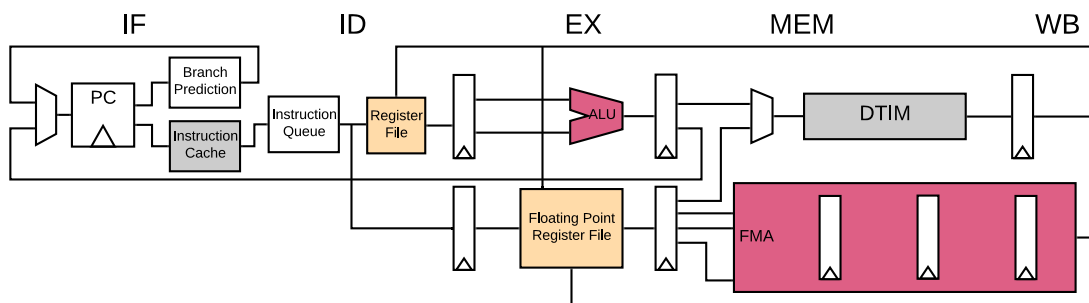 IF
ID
EX
MEM
WB
Branch
Prediction
PC
Instruction
Queue
Instruction
Cache
Register
File
ALU
DTIM
Floating Point
Register File
FMA